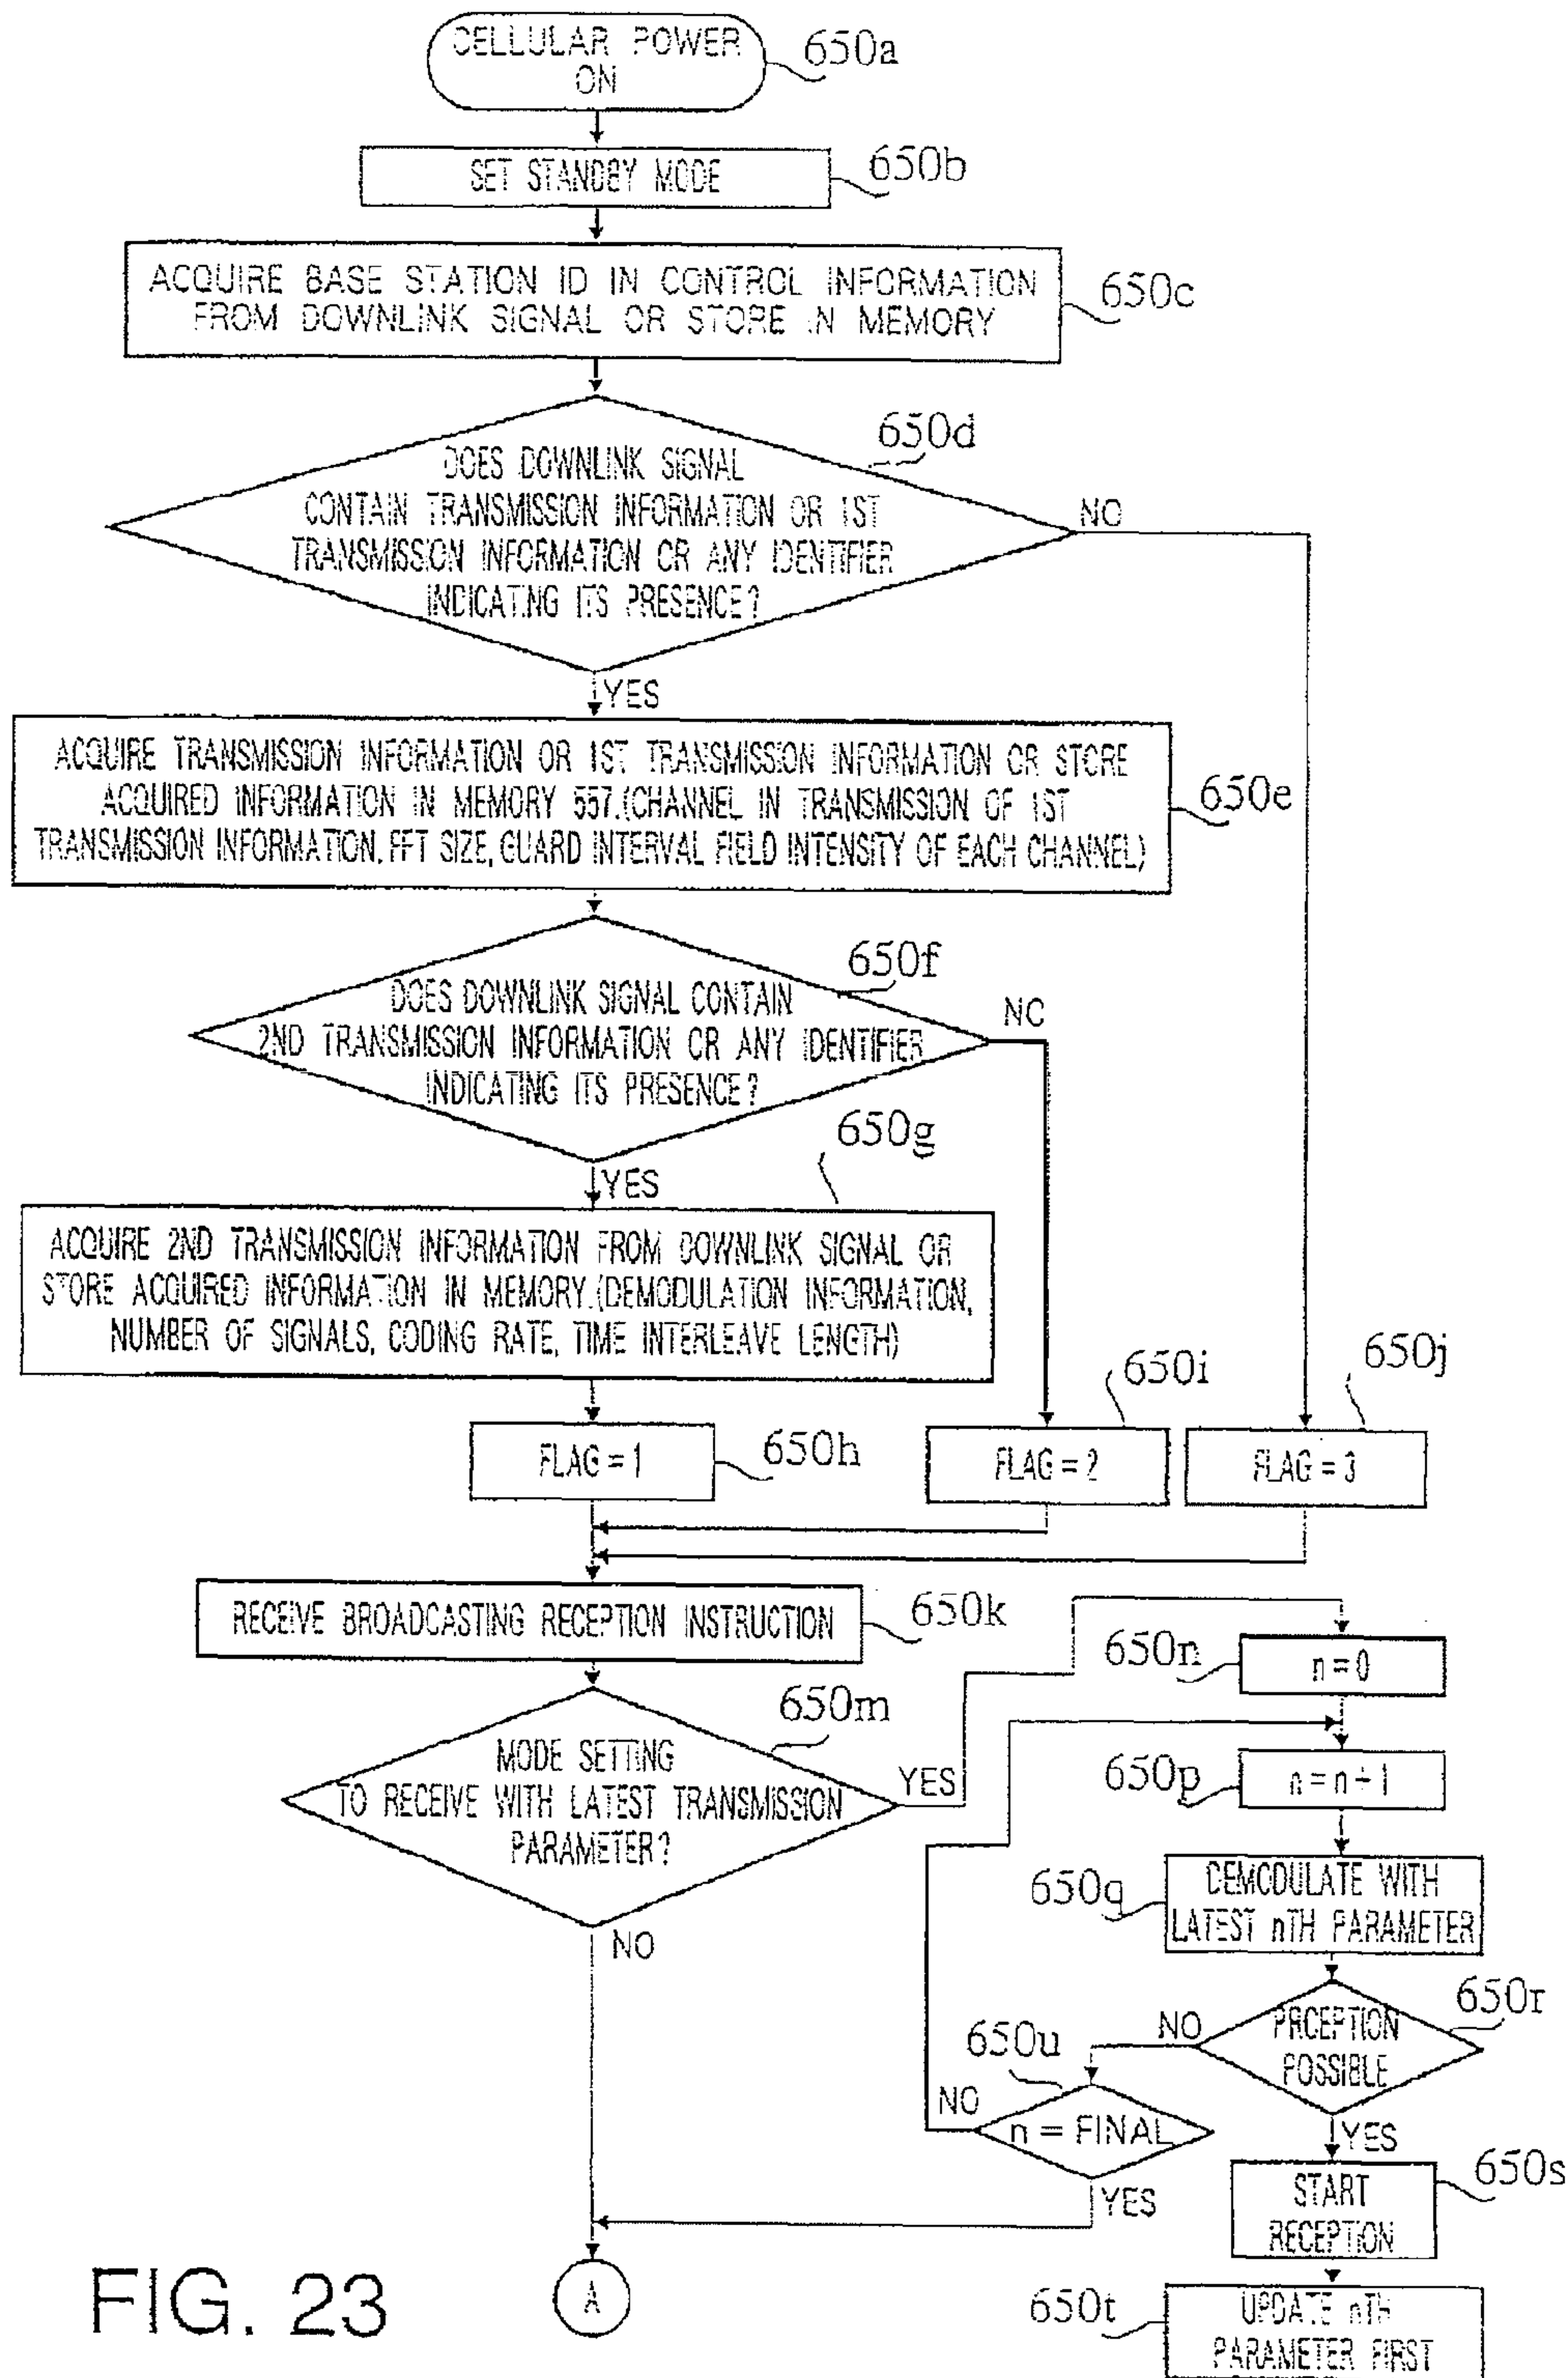 CELLULAR POWER
ON
650a
SET STANDBY MODE
650b
ACQUIRE BASE STATION ID IN CONTROL INFORMATION
FROM DOWNLINK SIGNAL OR STORE IN MEMORY
650c
650d
DOES DOWNLINK SIGNAL
CONTAIN TRANSMISSION INFORMATION OR 1ST
TRANSMISSION INFORMATION OR ANY IDENTIFIER
INDICATING ITS PRESENCE?
NO
YES
ACQUIRE TRANSMISSION INFORMATION OR 1ST TRANSMISSION INFORMATION OR STORE
ACQUIRED INFORMATION IN MEMORY 557.(CHANNEL IN TRANSMISSION OF 1ST
TRANSMISSION INFORMATION, FFT SIZE, GUARD INTERVAL FIELD INTENSITY OF EACH CHANNEL)
650e
650f
DOES DOWNLINK SIGNAL CONTAIN
2ND TRANSMISSION INFORMATION OR ANY IDENTIFIER
INDICATING ITS PRESENCE?
NO
YES
650g
ACQUIRE 2ND TRANSMISSION INFORMATION FROM DOWNLINK SIGNAL OR
STORE ACQUIRED INFORMATION IN MEMORY.(DEMODULATION INFORMATION,
NUMBER OF SIGNALS, CODING RATE, TIME INTERLEAVE LENGTH)
FLAG = 1
650h
650i
FLAG = 2
650j
FLAG = 3
RECEIVE BROADCASTING RECEPTION INSTRUCTION
650k
650m
MODE SETTING
TO RECEIVE WITH LATEST TRANSMISSION
PARAMETER?
YES
NO
650n
n = 0
650p
n = n + 1
650q
DEMODULATE WITH
LATEST nTH PARAMETER
650r
PRCEPTION
POSSIBLE
NO
YES
650u
n = FINAL
NO
YES
650s
START
RECEPTION
650t
UPDATE nTH
PARAMETER FIRST
A
FIG. 23